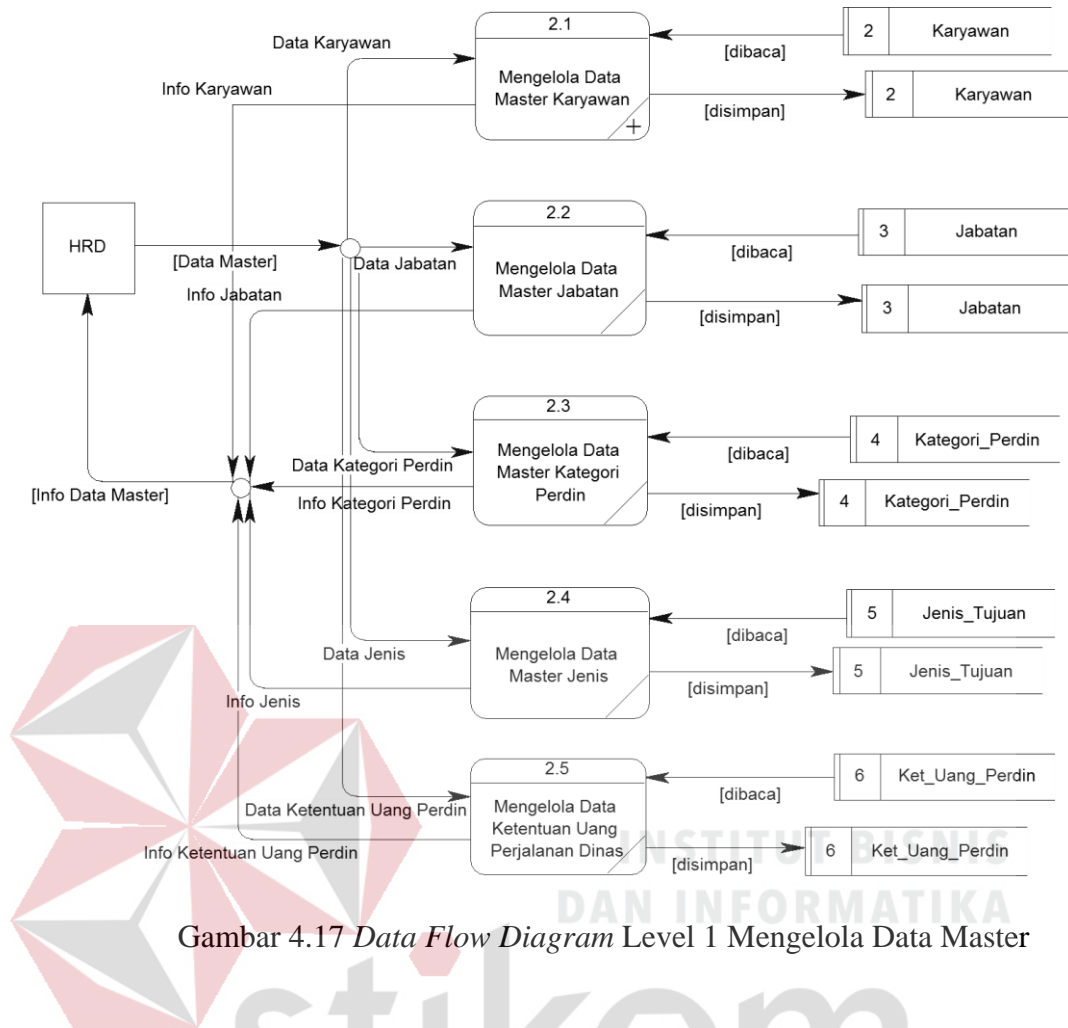 2.1
Data Karyawan
2
Karyawan
[dibaca]
Mengelola Data
Master Karyawan
Info Karyawan
2
Karyawan
[disimpan]
+
2.2
HRD
3
Jabatan
[dibaca]
[Data Master]
Data Jabatan
Mengelola Data
Master Jabatan
Info Jabatan
3
Jabatan
[disimpan]
2.3
4
Kategori_Perdin
[dibaca]
Mengelola Data
Master Kategori
Perdin
Data Kategori Perdin
[Info Data Master]
Info Kategori Perdin
4
Kategori_Perdin
[disimpan]
2.4
5
Jenis_Tujuan
[dibaca]
Data Jenis
Mengelola Data
Master Jenis
5
Jenis_Tujuan
[disimpan]
Info Jenis
2.5
6
Ket_Uang_Perdin
[dibaca]
Data Ketentuan Uang Perdin
Mengelola Data
Ketentuan Uang
Perjalanan Dinas
Info Ketentuan Uang Perdin
6
Ket_Uang_Perdin
[disimpan]
INSTITUT BISNIS
DAN INFORMATIKA
Gambar 4.17 Data Flow Diagram Level 1 Mengelola Data Master
stikom